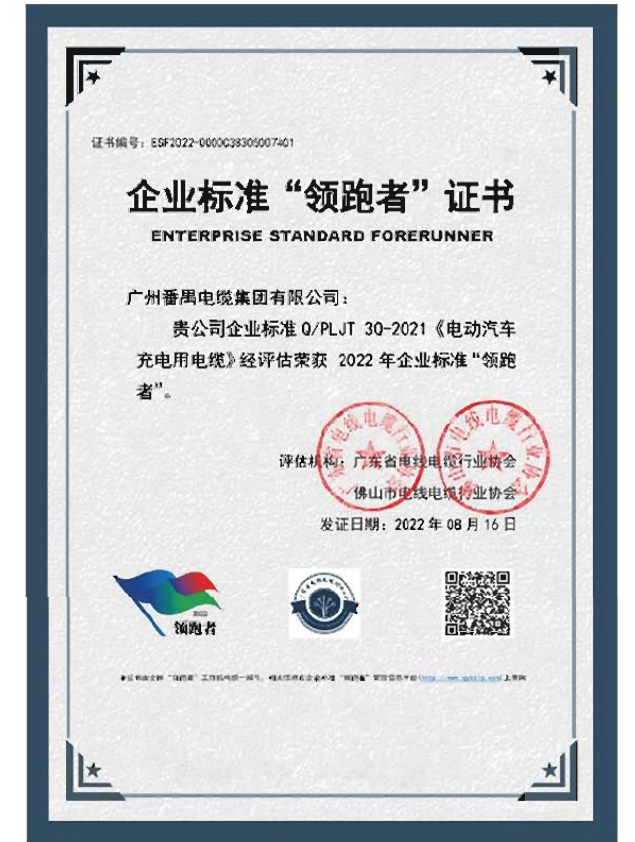 证书编号：ESF2022-0000038305007401
企业标准“领跑者”证书
ENTERPRISE STANDARD FORERUNNER
广州番禺电缆集团有限公司：
贵公司企业标准 Q/PLJT 30-2021《电动汽车
充电用电缆》经评估荣获 2022 年企业标准“领跑
者”。
评估机构：广东省电线电缆行业协会
佛山市电线电缆行业协会
发证日期：2022 年 08 月 16 日
2022
领跑者